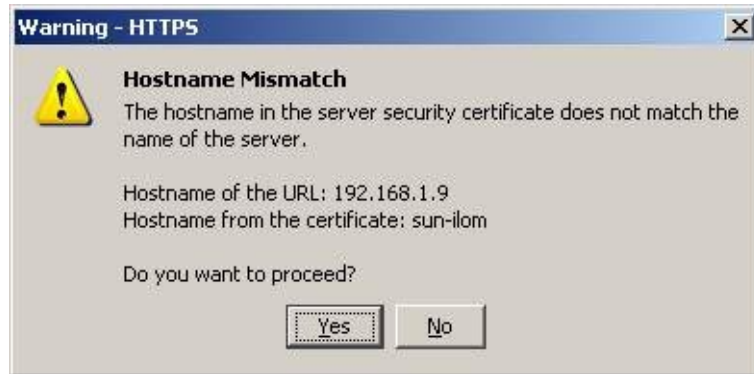 Warning - HTTPS
Hostname Mismatch
The hostname in the server security certificate does not match the
name of the server.
Hostname of the URL: 192.168.1.9
Hostname from the certificate: sun-ilom
Do you want to proceed?
Yes No